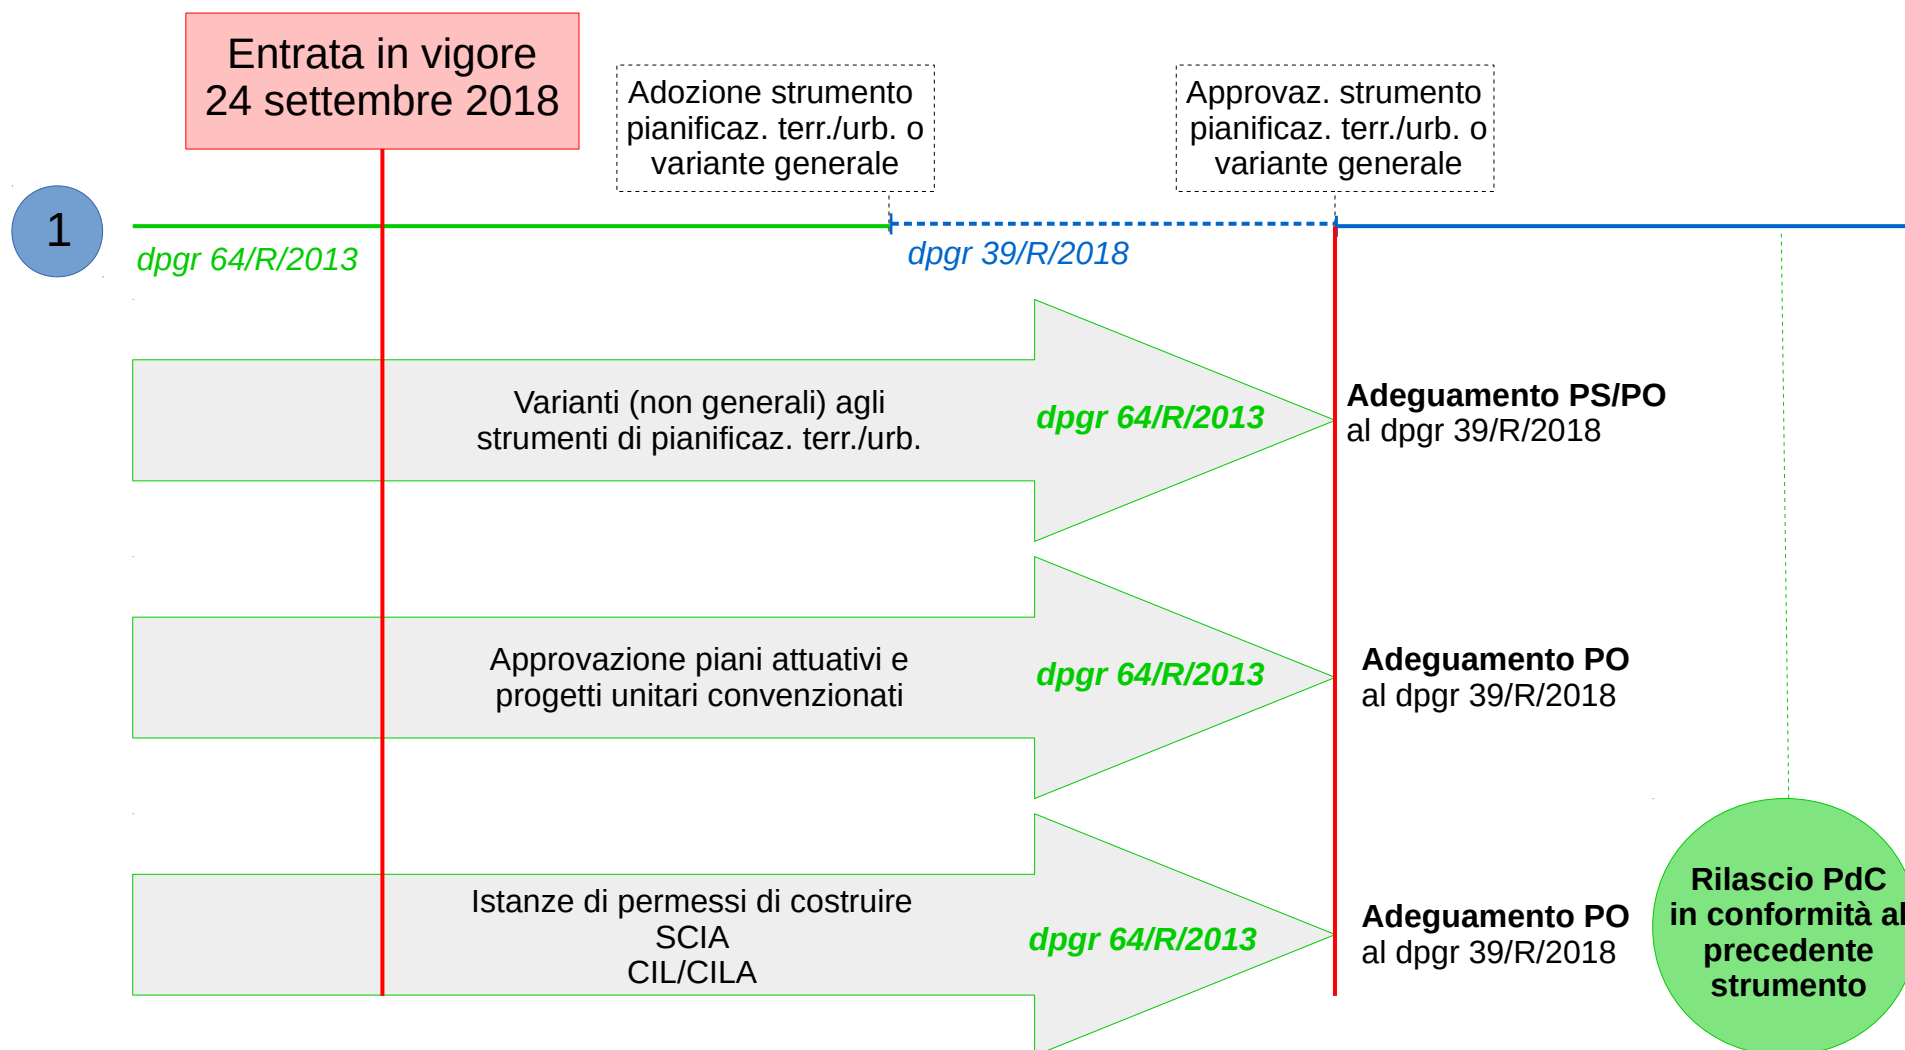 Entrata in vigore
24 settembre 2018
Adozione strumento
pianificaz. terr./urb. o
variante generale
Approvaz. strumento
pianificaz. terr./urb. o
variante generale
1
dpgr 64/R/2013
dpgr 39/R/2018
Varianti (non generali) agli
strumenti di pianificaz. terr./urb.
dpgr 64/R/2013
Adeguamento PS/PO
al dpgr 39/R/2018
Approvazione piani attuativi e
progetti unitari convenzionati
dpgr 64/R/2013
Adeguamento PO
al dpgr 39/R/2018
Istanze di permessi di costruire
SCIA
CIL/CILA
dpgr 64/R/2013
Adeguamento PO
al dpgr 39/R/2018
Rilascio PdC
in conformità al
precedente
strumento